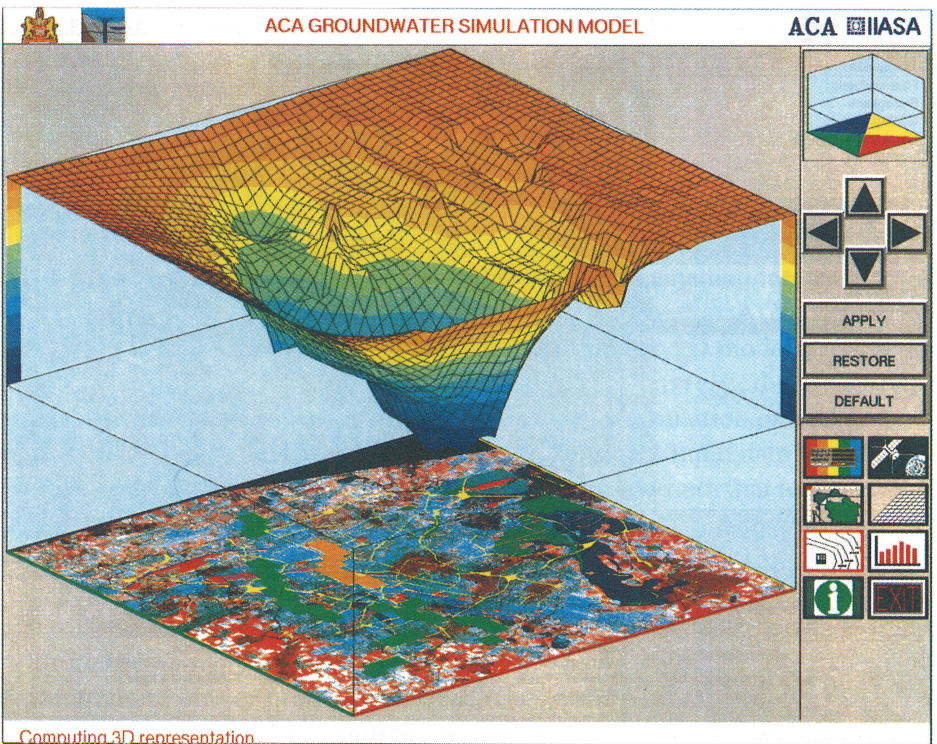 ACA GROUNDWATER SIMULATION MODEL
ACA IIASA
APPLY
RESTORE
DEFAULT
i
EXIT
Computing 3D representation